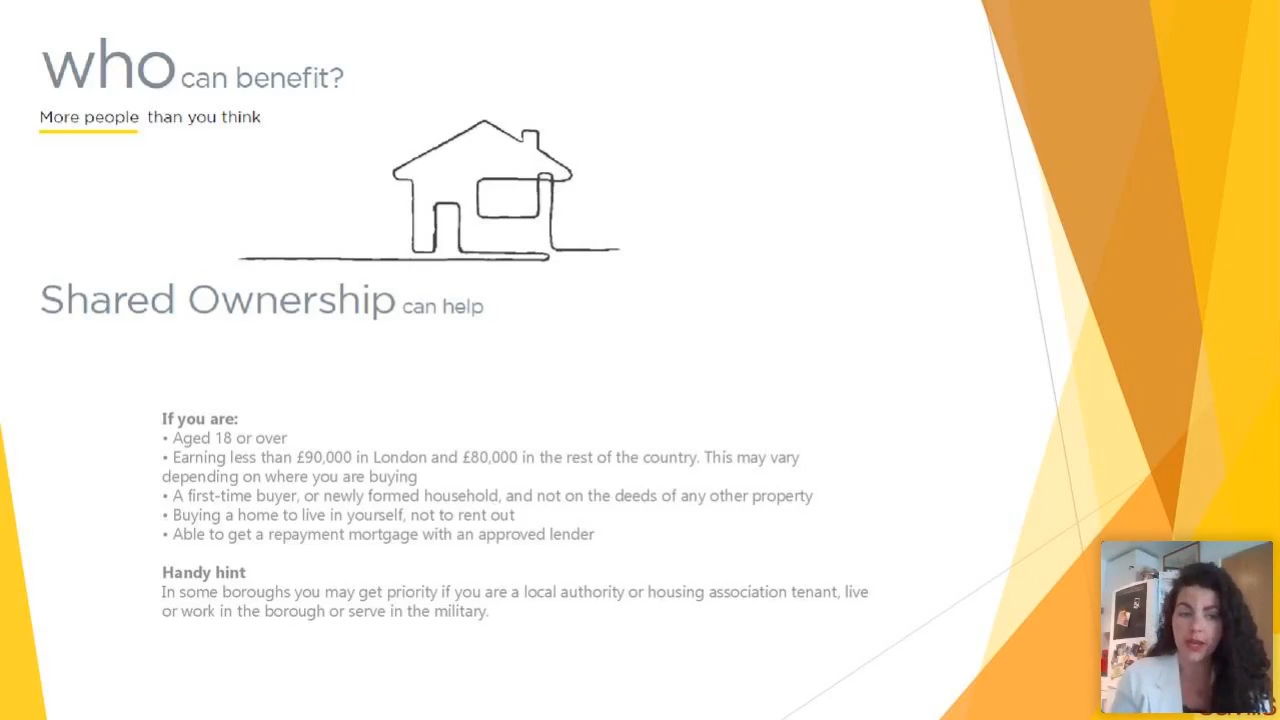 who can benefit?
More people than you think
Shared Ownership can help
If you are:
• Aged 18 or over
• Earning less than £90,000 in London and £80,000 in the rest of the country. This may vary
depending on where you are buying
• A first-time buyer, or newly formed household, and not on the deeds of any other property
• Buying a home to live in yourself, not to rent out
• Able to get a repayment mortgage with an approved lender
Handy hint
In some boroughs you may get priority if you are a local authority or housing association tenant, live
or work in the borough or serve in the military.